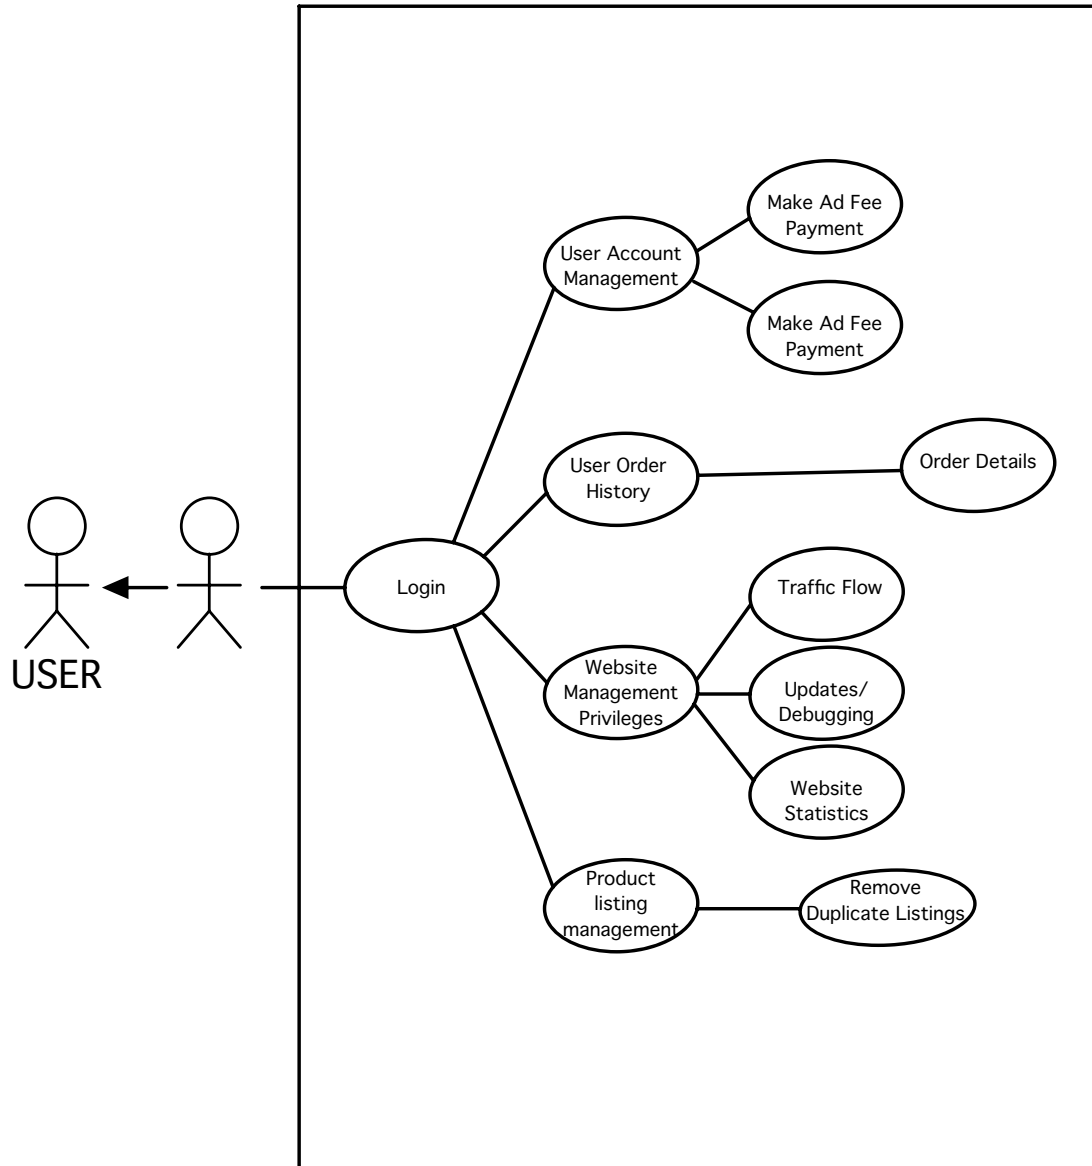 Make Ad Fee
Payment
User Account
Management
Make Ad Fee
Payment
User Order
History
Order Details
Login
Traffic Flow
USER
Website
Management
Privileges
Updates/
Debugging
Website
Statistics
Product
listing
management
Remove
Duplicate Listings